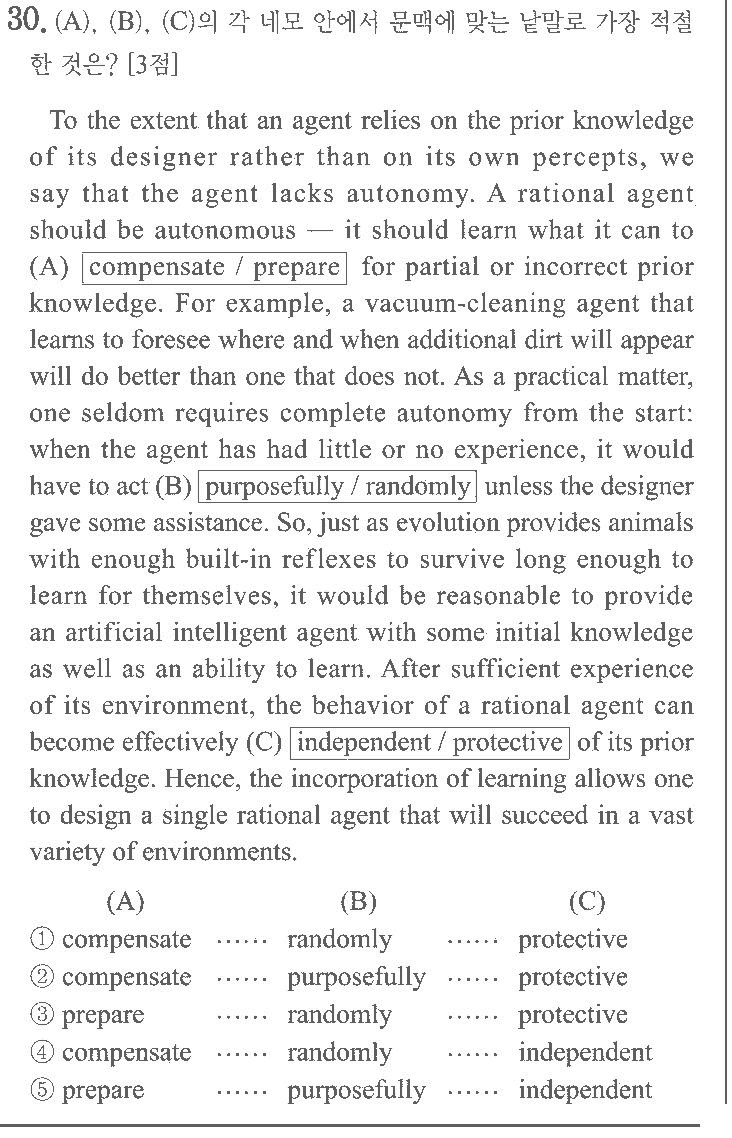 30. (A), (B), (C)의 각 네모 안에서 문맥에 맞는 낱말로 가장 적절
한 것은? [3점]
To the extent that an agent relies on the prior knowledge
of its designer rather than on its own percepts, we
say that the agent lacks autonomy. A rational agent
should be autonomous — it should learn what it can to
(A) compensate / prepare for partial or incorrect prior
knowledge. For example, a vacuum-cleaning agent that
learns to foresee where and when additional dirt will appear
will do better than one that does not. As a practical matter,
one seldom requires complete autonomy from the start:
when the agent has had little or no experience, it would
have to act (B) purposefully / randomly unless the designer
gave some assistance. So, just as evolution provides animals
with enough built-in reflexes to survive long enough to
learn for themselves, it would be reasonable to provide
an artificial intelligent agent with some initial knowledge
as well as an ability to learn. After sufficient experience
of its environment, the behavior of a rational agent can
become effectively (C) independent / protective of its prior
knowledge. Hence, the incorporation of learning allows one
to design a single rational agent that will succeed in a vast
variety of environments.
(A) (B) (C)
① compensate ...... randomly ...... protective
② compensate ...... purposefully ...... protective
③ prepare ...... randomly ...... protective
④ compensate ...... randomly ...... independent
⑤ prepare ...... purposefully ...... independent